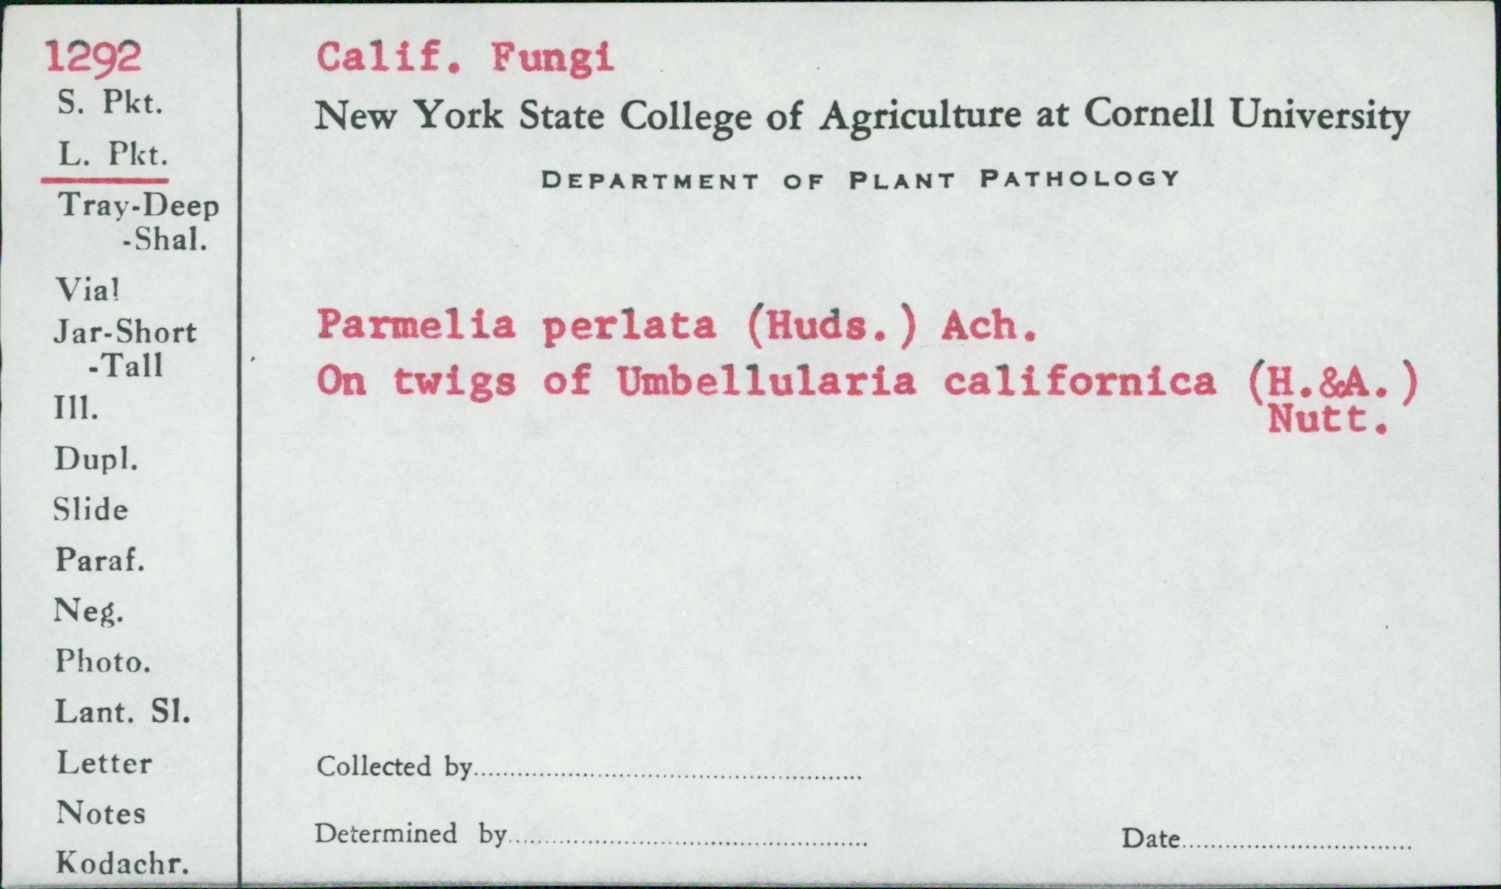 1292
S. Pkt.
L. Pkt.
Tray-Deep
-Shal.
Vial
Jar-Short
-Tall
Ill.
Dupl.
Slide
Paraf.
Neg.
Photo.
Lant. Sl.
Letter
Notes
Kodachr.
Calif. Fungi
New York State College of Agriculture at Cornell University
DEPARTMENT OF PLANT PATHOLOGY
Parmelia perlata (Huds.) Ach.
On twigs of Umbellularia californica (H.&A.)
Nutt.
Collected by
Determined by
Date